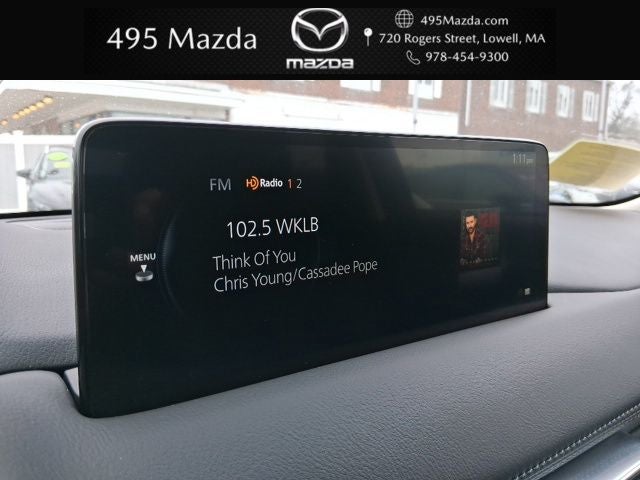 495 Mazda
mazda
495Mazda.com
720 Rogers Street, Lowell, MA
978-454-9300
1:11 pm
FM HD Radio 1 2
102.5 WKLB
MENU
Think Of You
Chris Young/Cassadee Pope